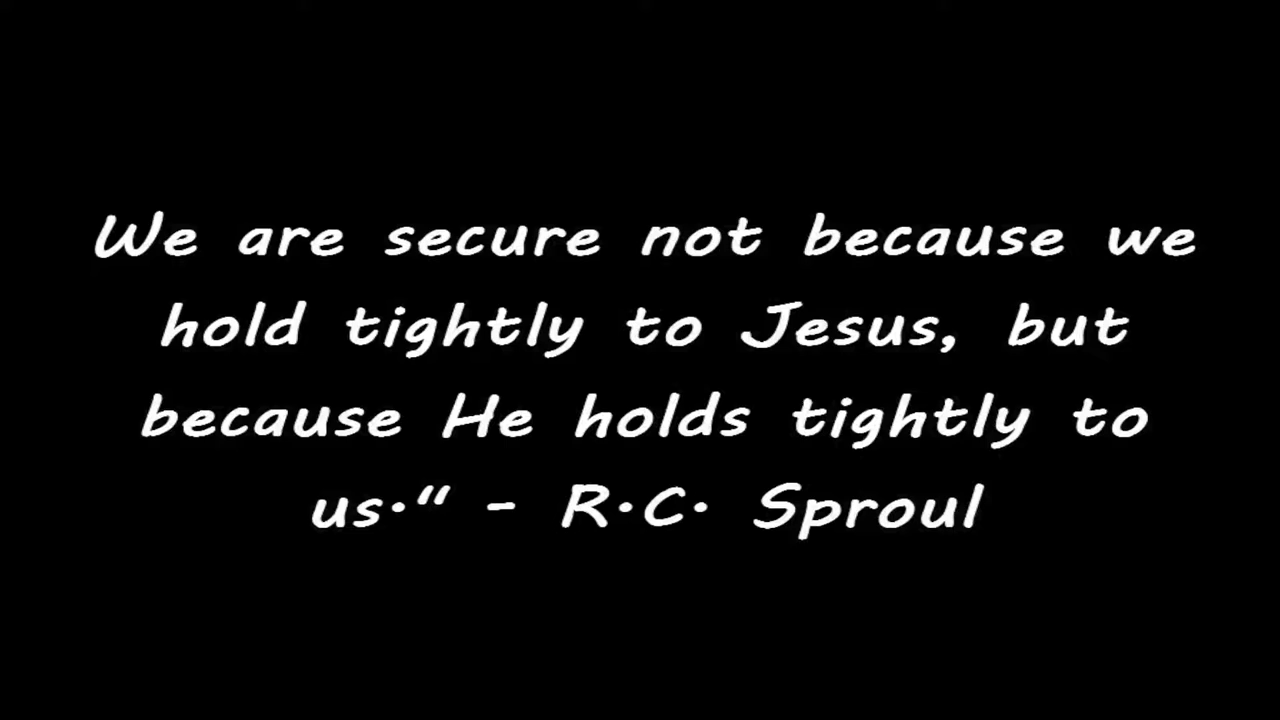 We are secure not because we
hold tightly to Jesus, but
because He holds tightly to
us.“ - R.C. Sproul